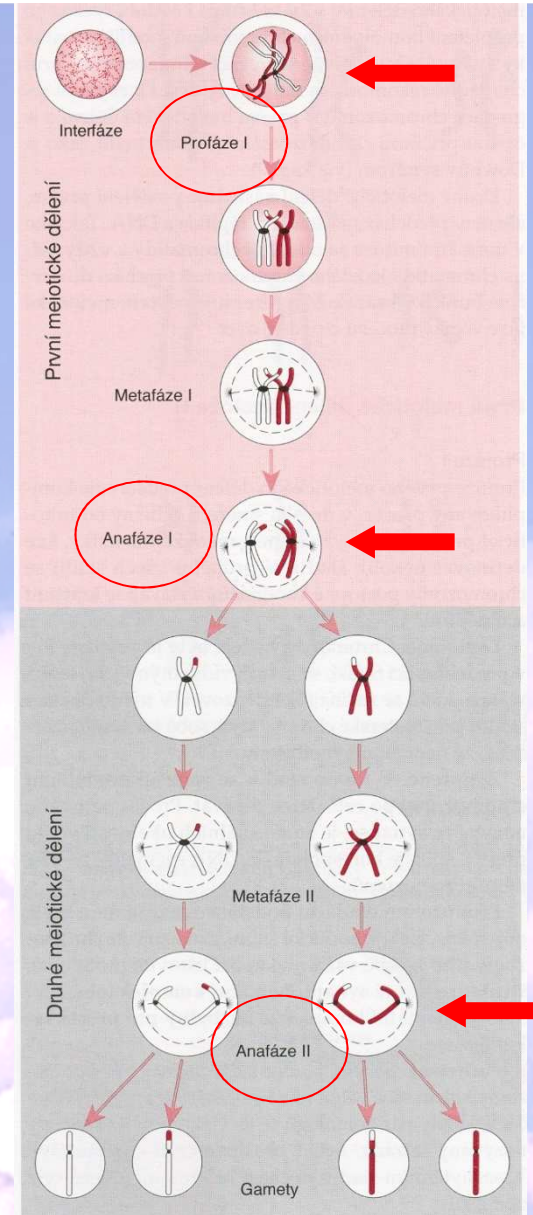 Interfáze
Profáze I
První meiotické dělení
Metafáze I
Anafáze I
Druhé meiotické dělení
Metafáze II
Anafáze II
Gamety